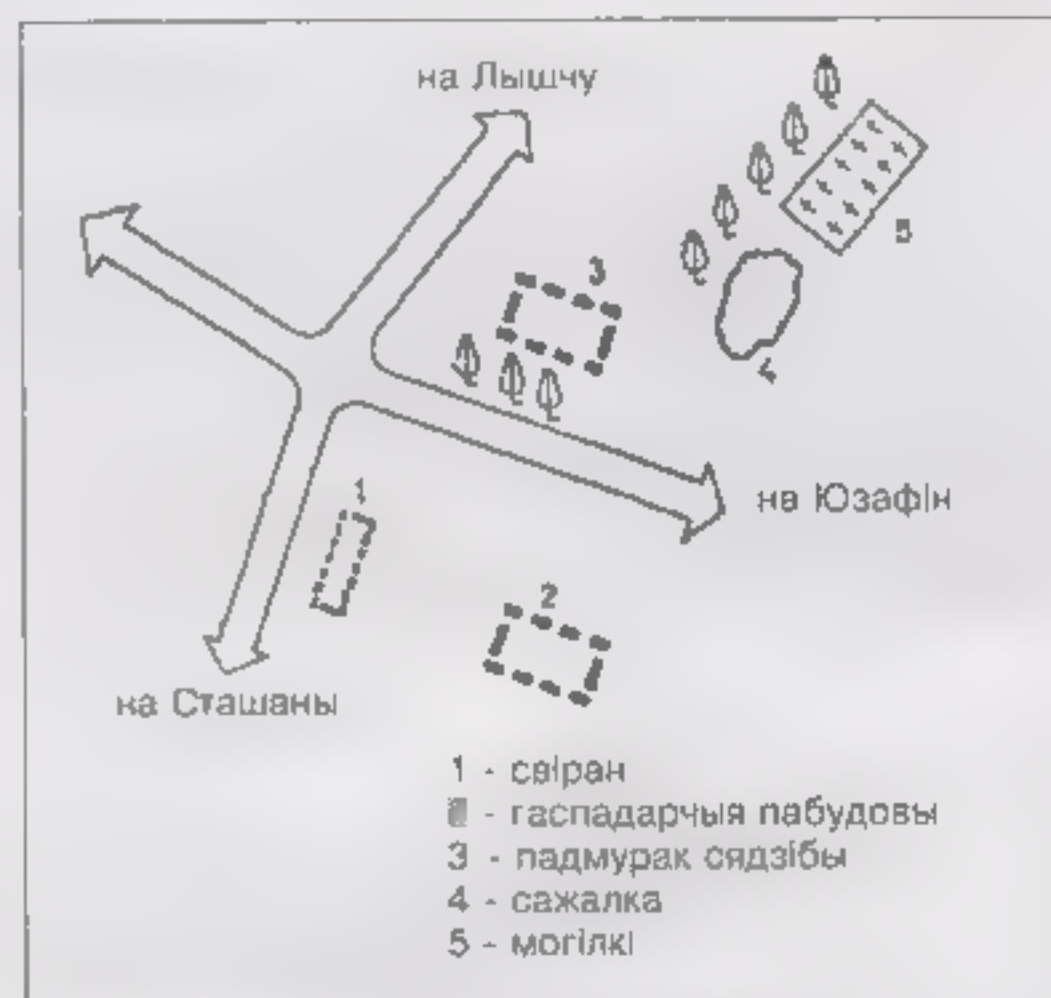 на Лышчу
5
3
4
на Юзафін
1
2
на Сташаны
1 - свіран
- гаспадарчыя пабудовы
3 - падмурак сядзібы
4 - сажалка
5 - могілкі